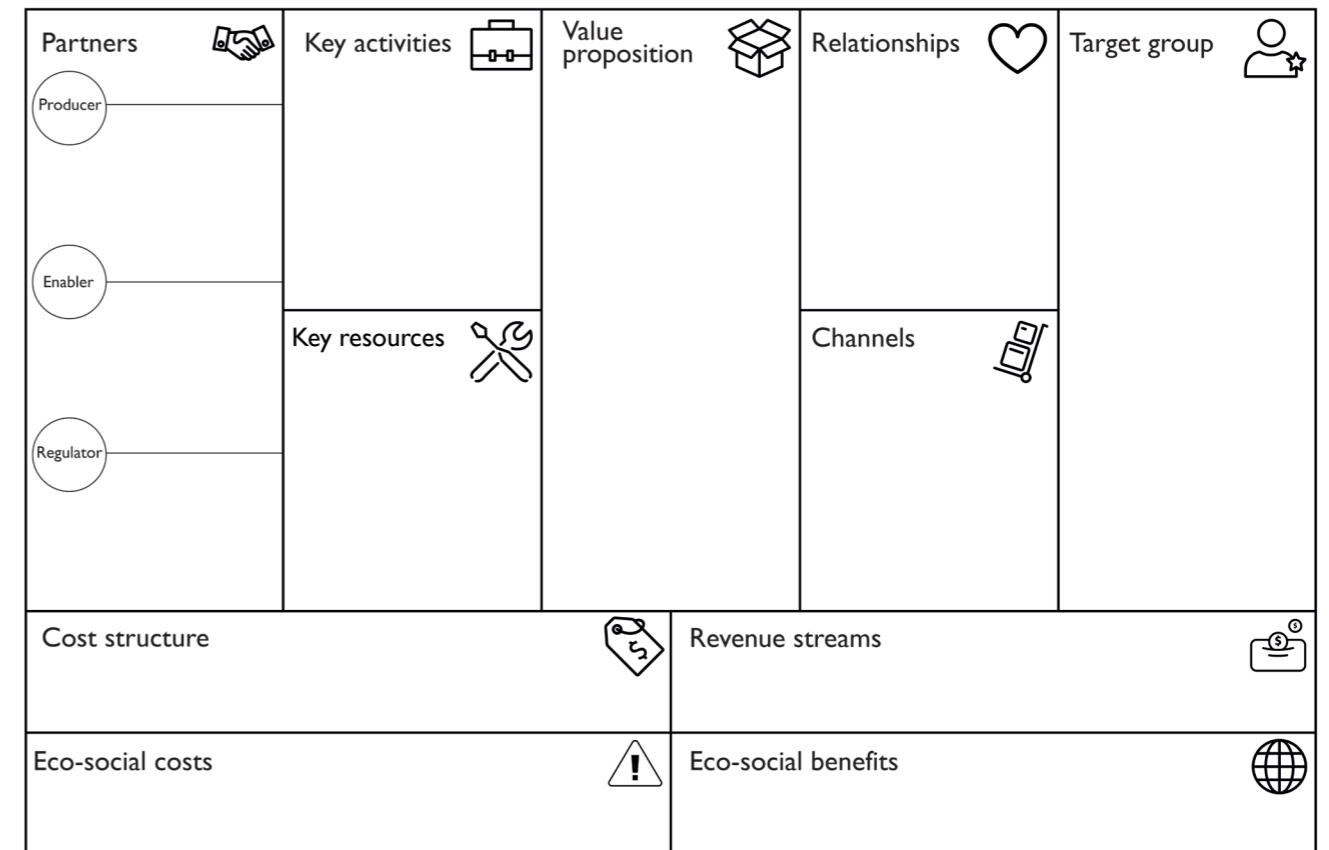 Partners
Producer
Enabler
Regulator
Key activities
Key resources
Value
proposition
Relationships
Channels
Target group
Cost structure
$
Revenue streams
$
$
Eco-social costs
!
Eco-social benefits